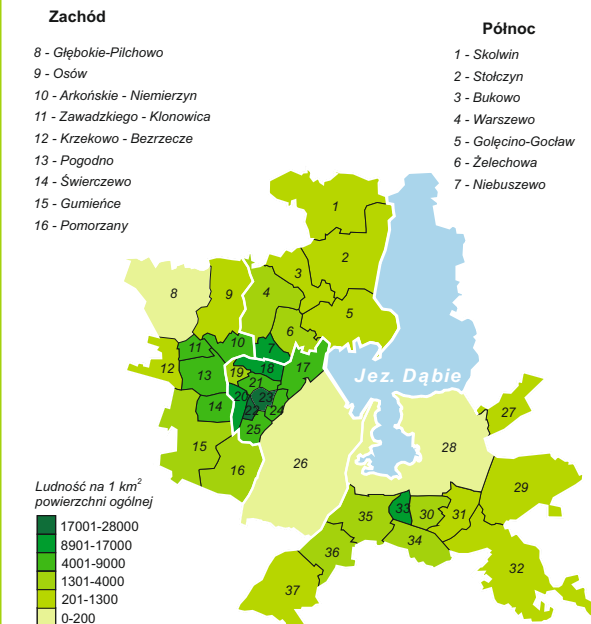 Zachód
8 - Głębokie-Pilchowo
9 - Osów
10 - Arkońskie - Niemierzyn
11 - Zawadzkiego - Klonowica
12 - Krzekowo - Bezrzecze
13 - Pogodno
14 - Świerczewo
15 - Gumieńce
16 - Pomorzany
Północ
1 - Skolwin
2 - Stołczyn
3 - Bukowo
4 - Warszewo
5 - Golęcino-Gocław
6 - Żelechowa
7 - Niebuszewo
1
2
3
4
5
6
7
8
9
10
11
12
13
14
15
16
17
18
19
20
21
22
23
24
25
26
Jez. Dąbie
27
28
29
30
31
32
33
34
35
36
37
Ludność na 1 km²
powierzchni ogólnej
17001-28000
8901-17000
4001-9000
1301-4000
201-1300
0-200